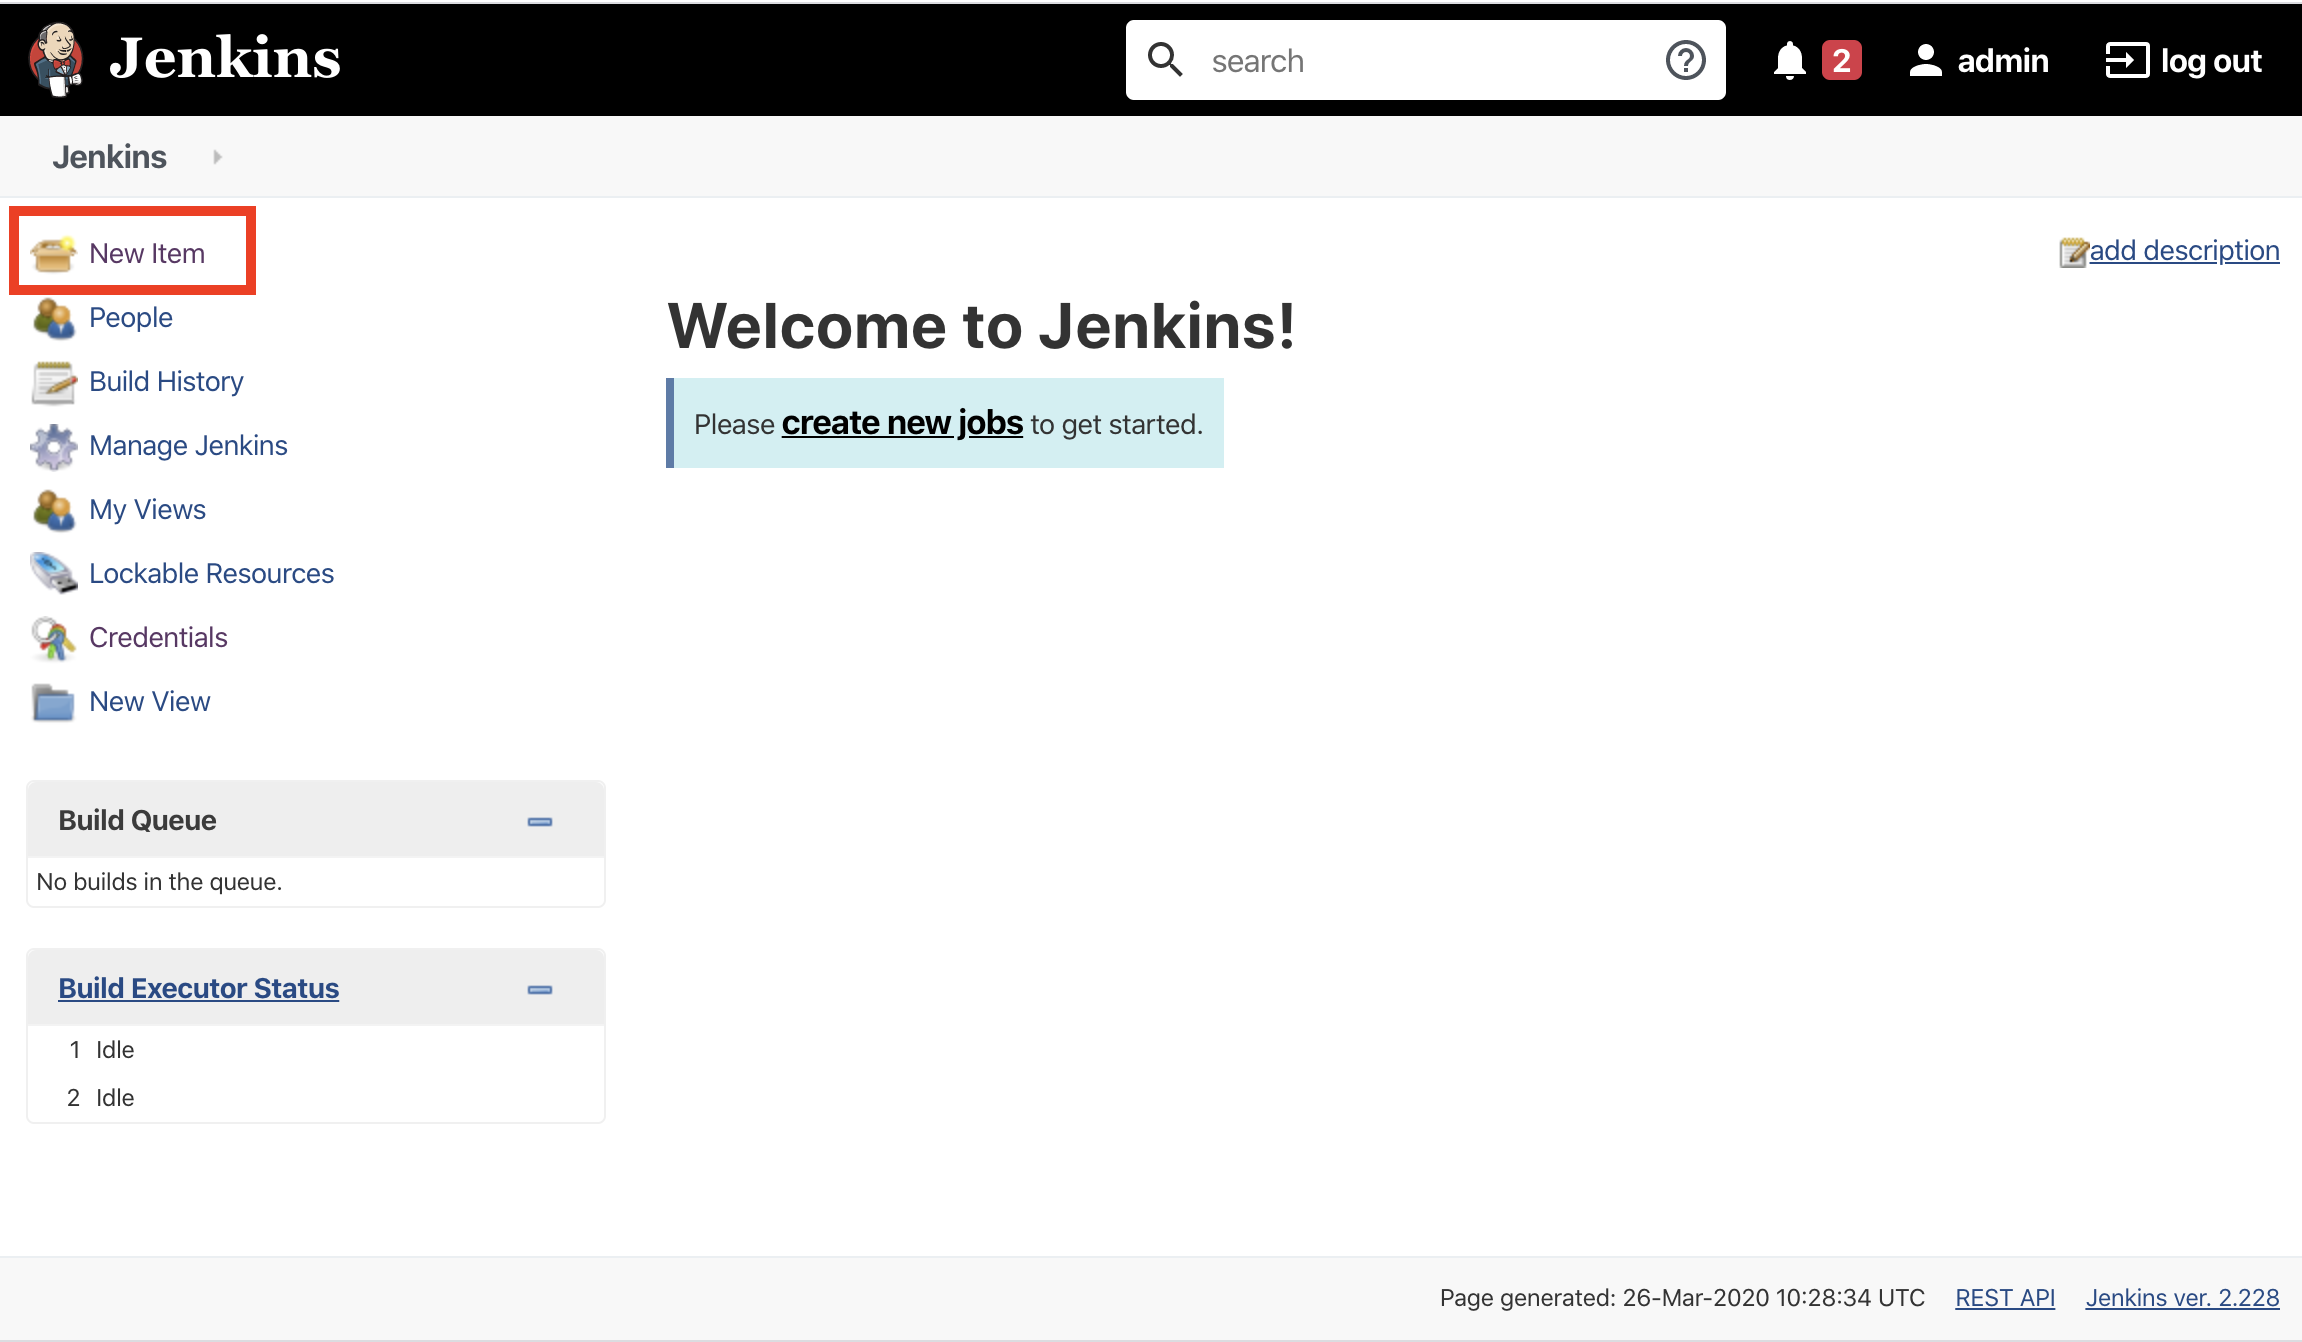 Jenkins
search
2
admin
log out
Jenkins
New Item
add description
People
Build History
Manage Jenkins
My Views
Lockable Resources
Credentials
New View
Welcome to Jenkins!
Please create new jobs to get started.
Build Queue
No builds in the queue.
Build Executor Status
1 Idle
2 Idle
Page generated: 26-Mar-2020 10:28:34 UTC REST API Jenkins ver. 2.228